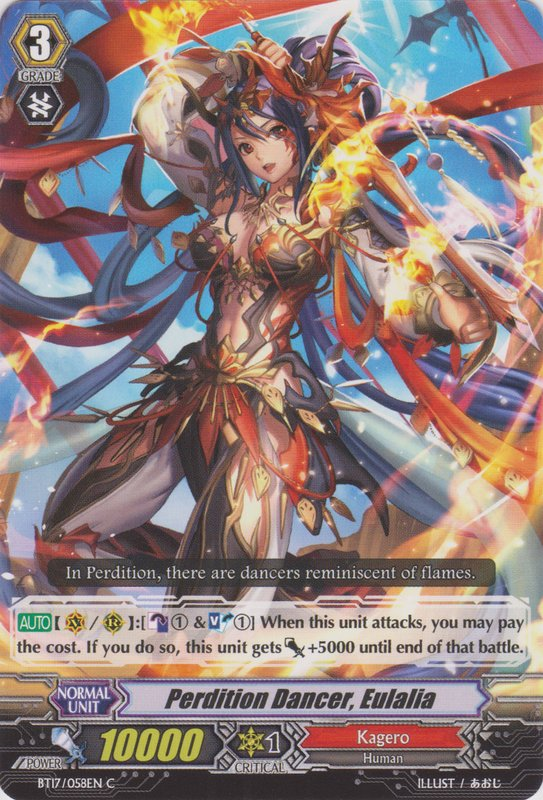 3
GRADE
In Perdition, there are dancers reminiscent of flames.
AUTO [ V / R ]:[ ① & V ①] When this unit attacks, you may pay
the cost. If you do so, this unit gets +5000 until end of that battle.
NORMAL
UNIT
Perdition Dancer, Eulalia
POWER
10000
1
CRITICAL
Kagero
Human
BT17/058EN C
ILLUST / あおじ